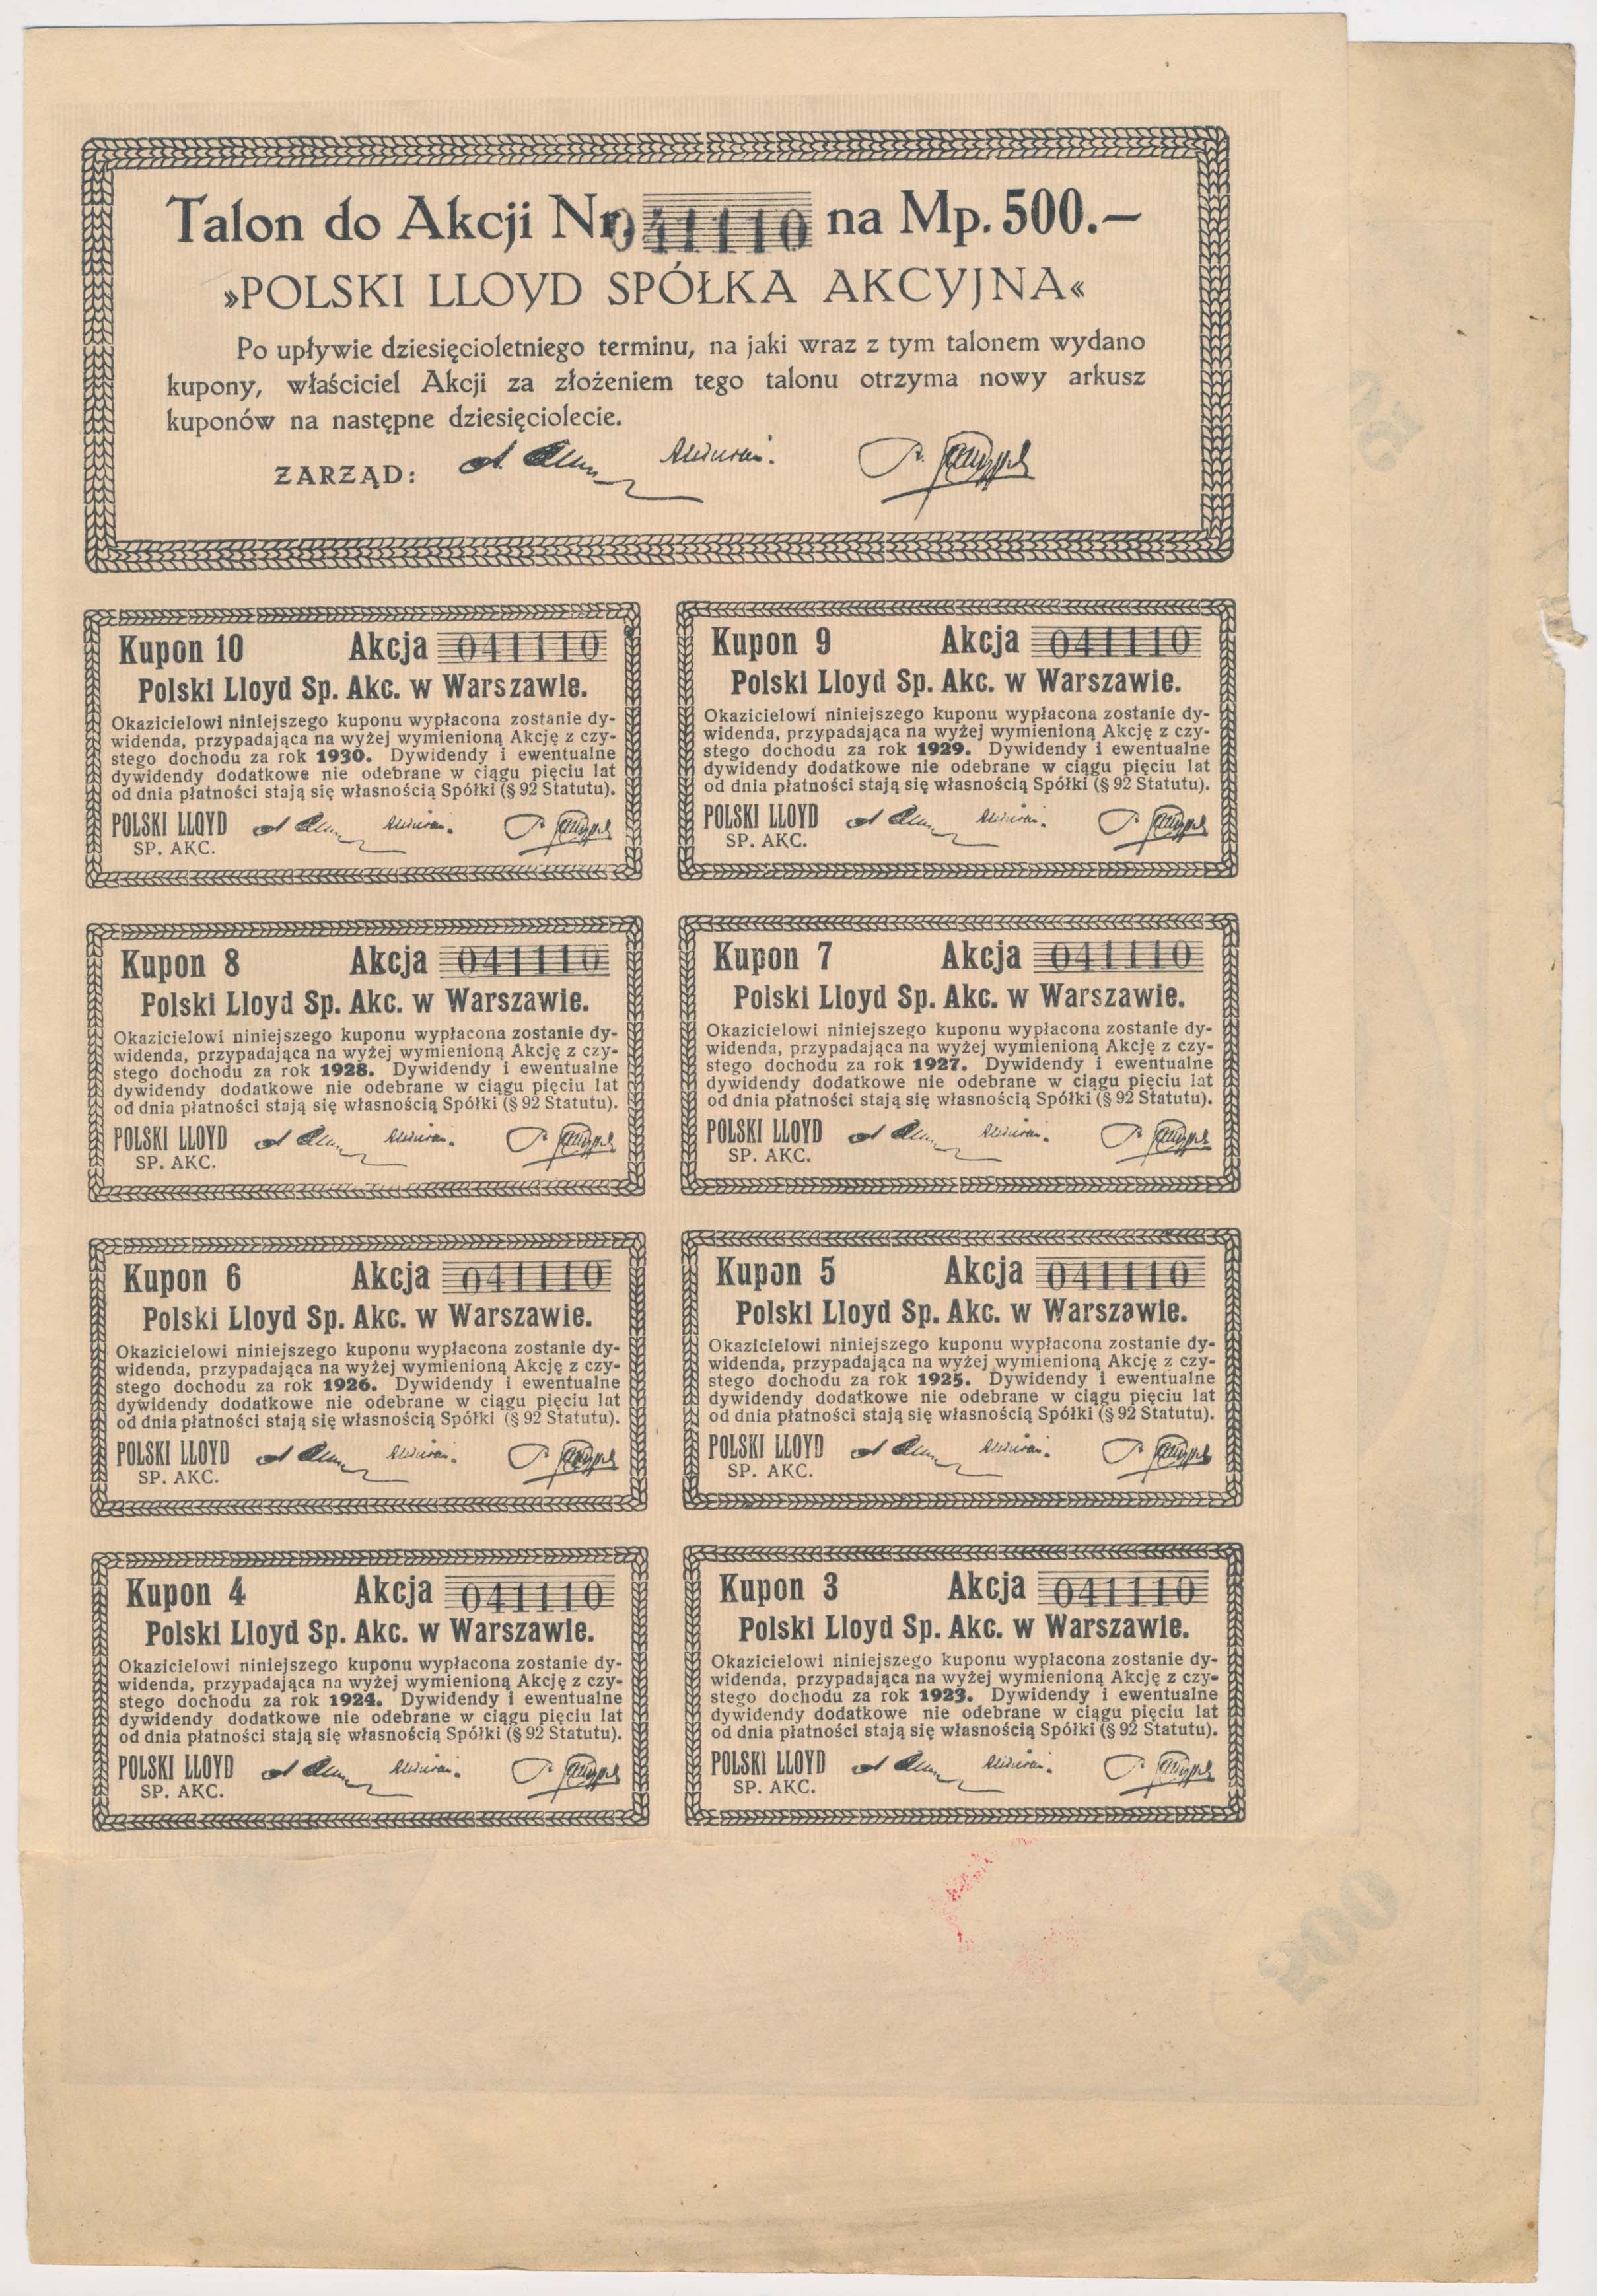 Talon do Akcji Nr. 041110 na Mp. 500.—
»POLSKI LLOYD SPÓŁKA AKCYJNA«
Po upływie dziesięcioletniego terminu, na jaki wraz z tym talonem wydano
kupony, właściciel Akcji za złożeniem tego talonu otrzyma nowy arkusz
kuponów na następne dziesięciolecie.
ZARZĄD:
Kupon 10 Akcja 041110
Polski Lloyd Sp. Akc. w Warszawie.
Okazicielowi niniejszego kuponu wypłacona zostanie dy-
widenda, przypadająca na wyżej wymienioną Akcję z czy-
stego dochodu za rok 1930. Dywidendy i ewentualne
dywidendy dodatkowe nie odebrane w ciągu pięciu lat
od dnia płatności stają się własnością Spółki (§ 92 Statutu).
POLSKI LLOYD
SP. AKC.
Kupon 9 Akcja 041110
Polski Lloyd Sp. Akc. w Warszawie.
Okazicielowi niniejszego kuponu wypłacona zostanie dy-
widenda, przypadająca na wyżej wymienioną Akcję z czy-
stego dochodu za rok 1929. Dywidendy i ewentualne
dywidendy dodatkowe nie odebrane w ciągu pięciu lat
od dnia płatności stają się własnością Spółki (§ 92 Statutu).
POLSKI LLOYD
SP. AKC.
Kupon 8 Akcja 041110
Polski Lloyd Sp. Akc. w Warszawie.
Okazicielowi niniejszego kuponu wypłacona zostanie dy-
widenda, przypadająca na wyżej wymienioną Akcję z czy-
stego dochodu za rok 1928. Dywidendy i ewentualne
dywidendy dodatkowe nie odebrane w ciągu pięciu lat
od dnia płatności stają się własnością Spółki (§ 92 Statutu).
POLSKI LLOYD
SP. AKC.
Kupon 7 Akcja 041110
Polski Lloyd Sp. Akc. w Warszawie.
Okazicielowi niniejszego kuponu wypłacona zostanie dy-
widenda, przypadająca na wyżej wymienioną Akcję z czy-
stego dochodu za rok 1927. Dywidendy i ewentualne
dywidendy dodatkowe nie odebrane w ciągu pięciu lat
od dnia płatności stają się własnością Spółki (§ 92 Statutu).
POLSKI LLOYD
SP. AKC.
Kupon 6 Akcja 041110
Polski Lloyd Sp. Akc. w Warszawie.
Okazicielowi niniejszego kuponu wypłacona zostanie dy-
widenda, przypadająca na wyżej wymienioną Akcję z czy-
stego dochodu za rok 1926. Dywidendy i ewentualne
dywidendy dodatkowe nie odebrane w ciągu pięciu lat
od dnia płatności stają się własnością Spółki (§ 92 Statutu).
POLSKI LLOYD
SP. AKC.
Kupon 5 Akcja 041110
Polski Lloyd Sp. Akc. w Warszawie.
Okazicielowi niniejszego kuponu wypłacona zostanie dy-
widenda, przypadająca na wyżej wymienioną Akcję z czy-
stego dochodu za rok 1925. Dywidendy i ewentualne
dywidendy dodatkowe nie odebrane w ciągu pięciu lat
od dnia płatności stają się własnością Spółki (§ 92 Statutu).
POLSKI LLOYD
SP. AKC.
Kupon 4 Akcja 041110
Polski Lloyd Sp. Akc. w Warszawie.
Okazicielowi niniejszego kuponu wypłacona zostanie dy-
widenda, przypadająca na wyżej wymienioną Akcję z czy-
stego dochodu za rok 1924. Dywidendy i ewentualne
dywidendy dodatkowe nie odebrane w ciągu pięciu lat
od dnia płatności stają się własnością Spółki (§ 92 Statutu).
POLSKI LLOYD
SP. AKC.
Kupon 3 Akcja 041110
Polski Lloyd Sp. Akc. w Warszawie.
Okazicielowi niniejszego kuponu wypłacona zostanie dy-
widenda, przypadająca na wyżej wymienioną Akcję z czy-
stego dochodu za rok 1923. Dywidendy i ewentualne
dywidendy dodatkowe nie odebrane w ciągu pięciu lat
od dnia płatności stają się własnością Spółki (§ 92 Statutu).
POLSKI LLOYD
SP. AKC.
500